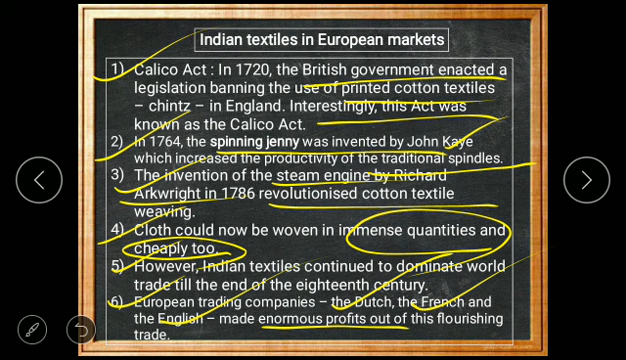 Indian textiles in European markets
1) Calico Act : In 1720, the British government enacted a
legislation banning the use of printed cotton textiles
– chintz – in England. Interestingly, this Act was
known as the Calico Act.
2) In 1764, the spinning jenny was invented by John Kaye
which increased the productivity of the traditional spindles.
3) The invention of the steam engine by Richard
Arkwright in 1786 revolutionised cotton textile
weaving.
4) Cloth could now be woven in immense quantities and
cheaply too.
5) However, Indian textiles continued to dominate world
trade till the end of the eighteenth century.
6) European trading companies – the Dutch, the French and
the English – made enormous profits out of this flourishing
trade.